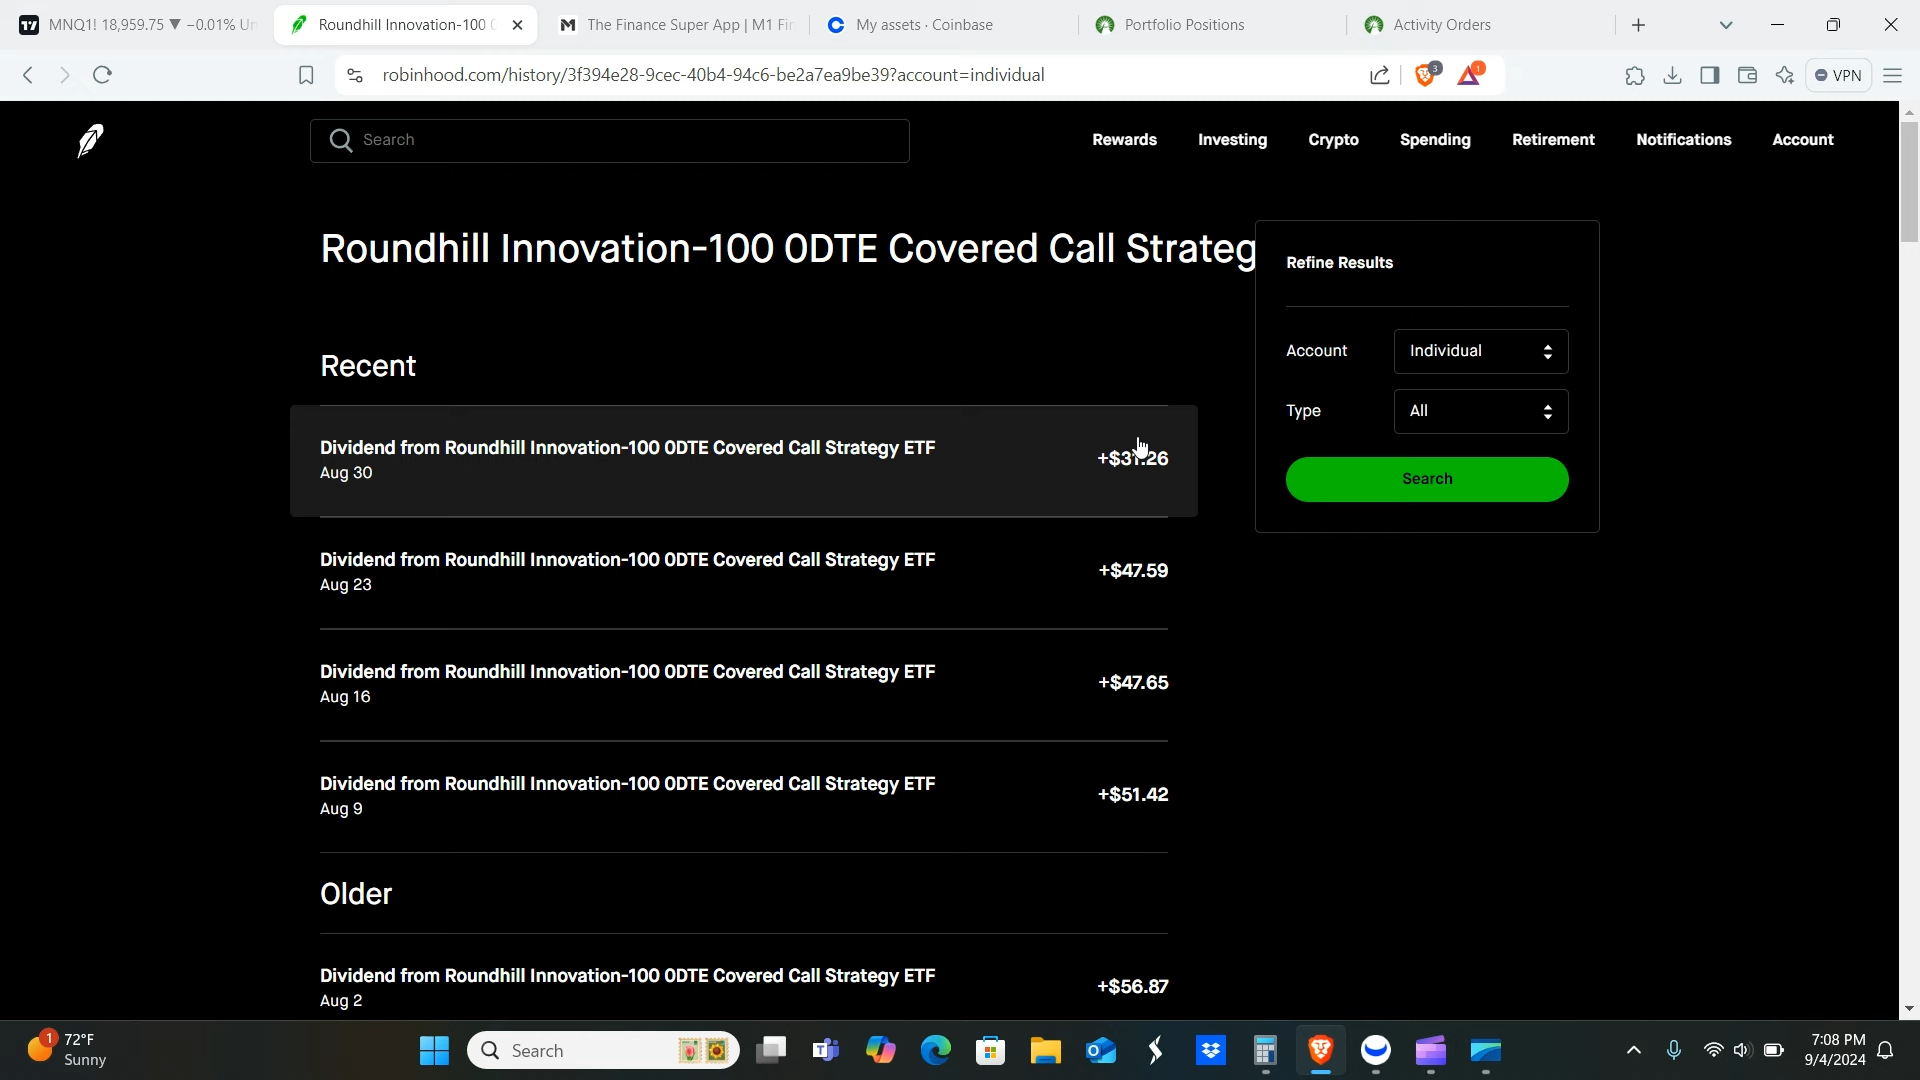 MNQ1! 18,959.75 ▼ −0.01% Un
Roundhill Innovation-100 0
The Finance Super App | M1 Fin
My assets · Coinbase
Portfolio Positions
Activity Orders
robinhood.com/history/3f394e28-9cec-40b4-94c6-be2a7ea9be39?account=individual
3
1
VPN
Search
Rewards
Investing
Crypto
Spending
Retirement
Notifications
Account
Roundhill Innovation-100 0DTE Covered Call Strateg
Refine Results
Account
Individual
Type
All
Search
Recent
Dividend from Roundhill Innovation-100 0DTE Covered Call Strategy ETF
Aug 30
+$31.26
Dividend from Roundhill Innovation-100 0DTE Covered Call Strategy ETF
Aug 23
+$47.59
Dividend from Roundhill Innovation-100 0DTE Covered Call Strategy ETF
Aug 16
+$47.65
Dividend from Roundhill Innovation-100 0DTE Covered Call Strategy ETF
Aug 9
+$51.42
Older
Dividend from Roundhill Innovation-100 0DTE Covered Call Strategy ETF
Aug 2
+$56.87
1
72°F
Sunny
Search
7:08 PM
9/4/2024